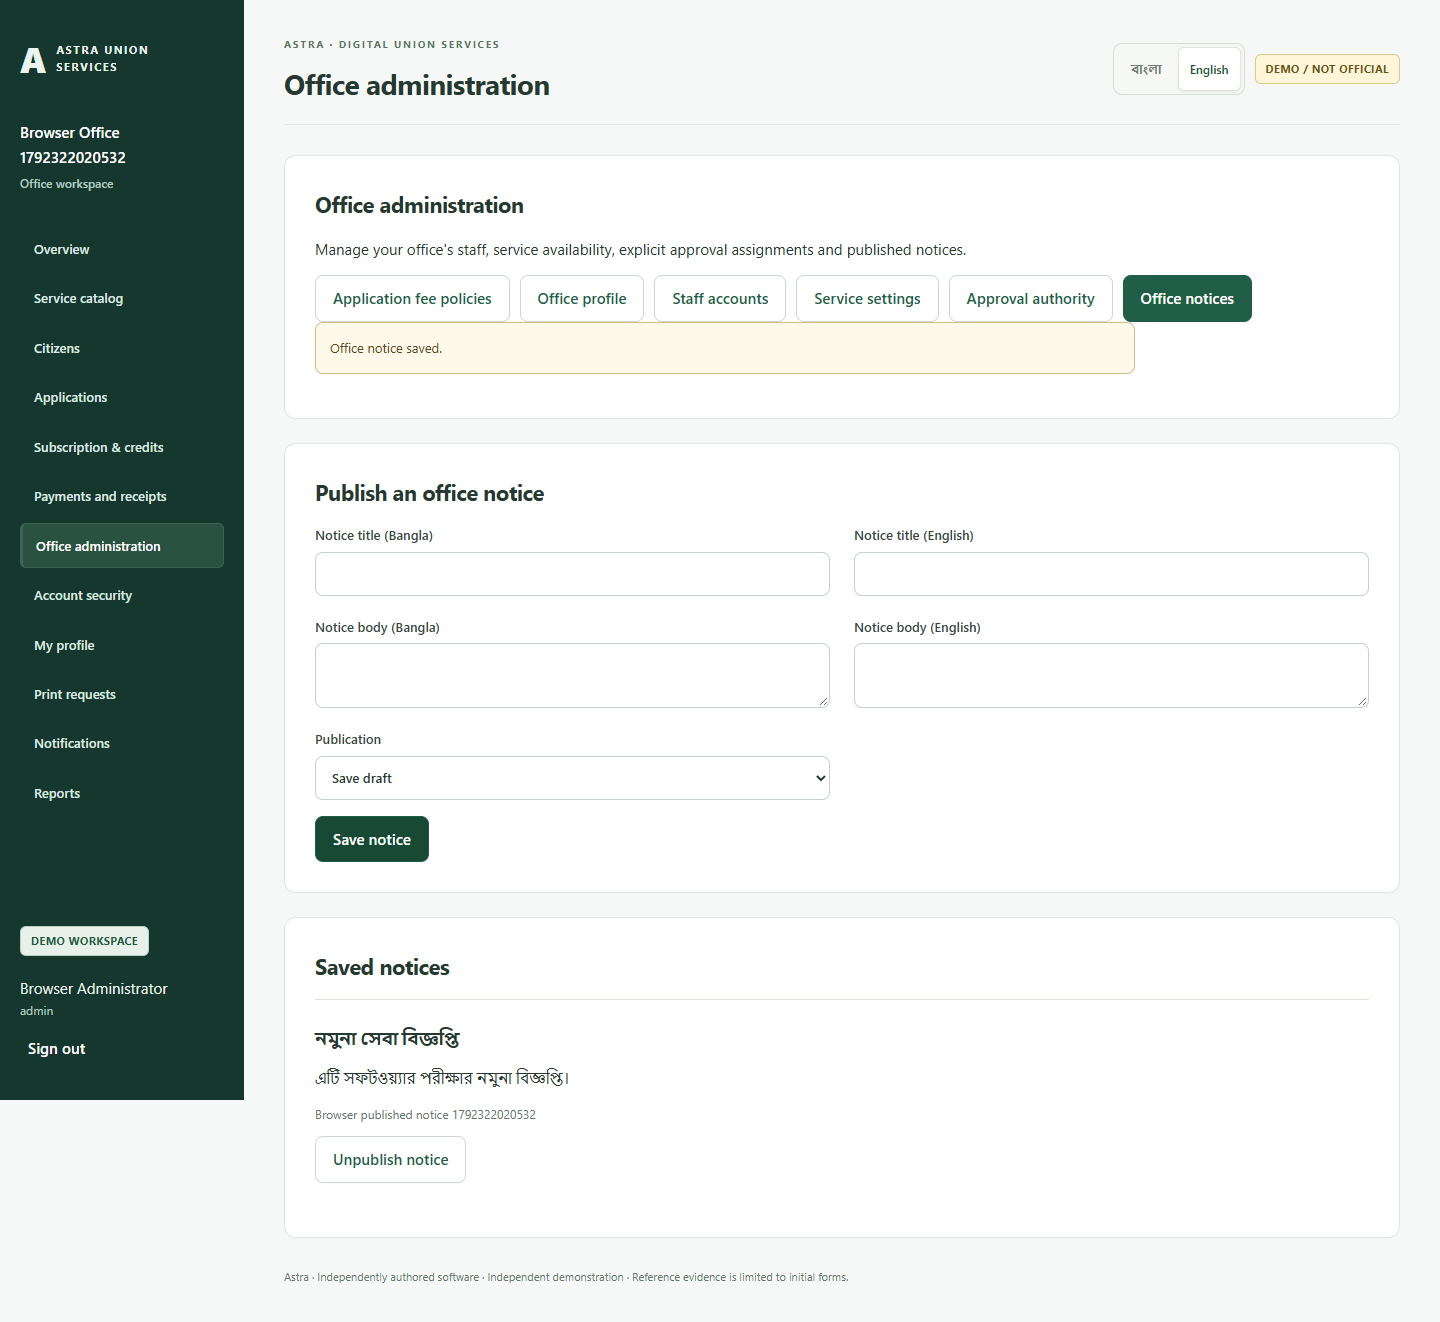 A
ASTRA UNION
SERVICES
Browser Office
1792322020532
Office workspace
Overview
Service catalog
Citizens
Applications
Subscription & credits
Payments and receipts
Office administration
Account security
My profile
Print requests
Notifications
Reports
DEMO WORKSPACE
Browser Administrator
admin
Sign out
ASTRA · DIGITAL UNION SERVICES
Office administration
বাংলা English DEMO / NOT OFFICIAL
Office administration
Manage your office's staff, service availability, explicit approval assignments and published notices.
Application fee policies Office profile Staff accounts Service settings Approval authority Office notices
Office notice saved.
Publish an office notice
Notice title (Bangla) Notice title (English)
Notice body (Bangla) Notice body (English)
Publication
Save draft
Save notice
Saved notices
নমুনা সেবা বিজ্ঞপ্তি
এটি সফটওয়্যার পরীক্ষার নমুনা বিজ্ঞপ্তি।
Browser published notice 1792322020532
Unpublish notice
Astra · Independently authored software · Independent demonstration · Reference evidence is limited to initial forms.